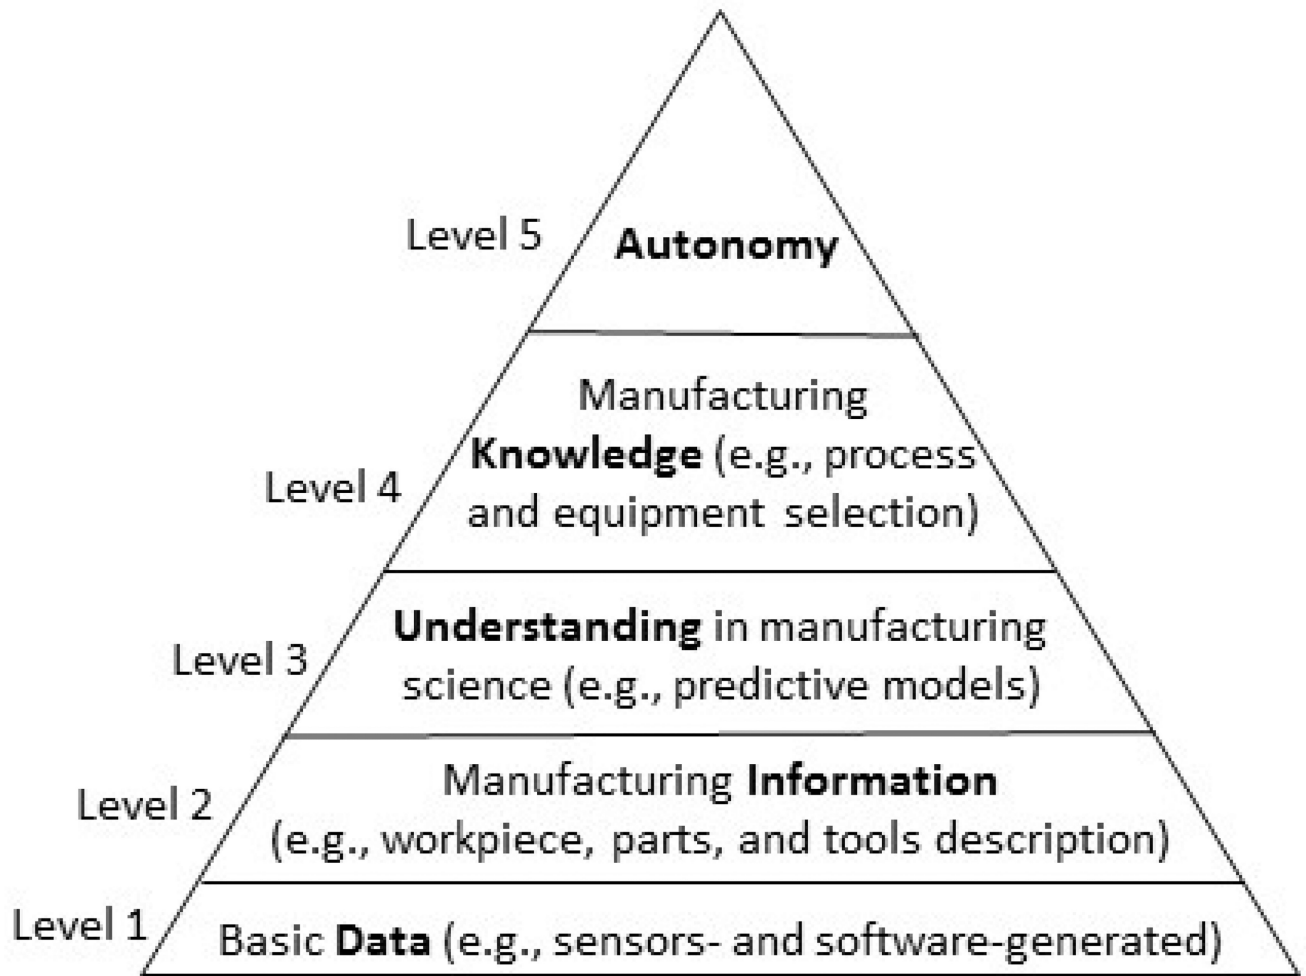 Level 5
Autonomy
Manufacturing
Knowledge (e.g., process
and equipment selection)
Level 4
Understanding in manufacturing
science (e.g., predictive models)
Level 3
Manufacturing Information
(e.g., workpiece, parts, and tools description)
Level 2
Level 1
Basic Data (e.g., sensors- and software-generated)